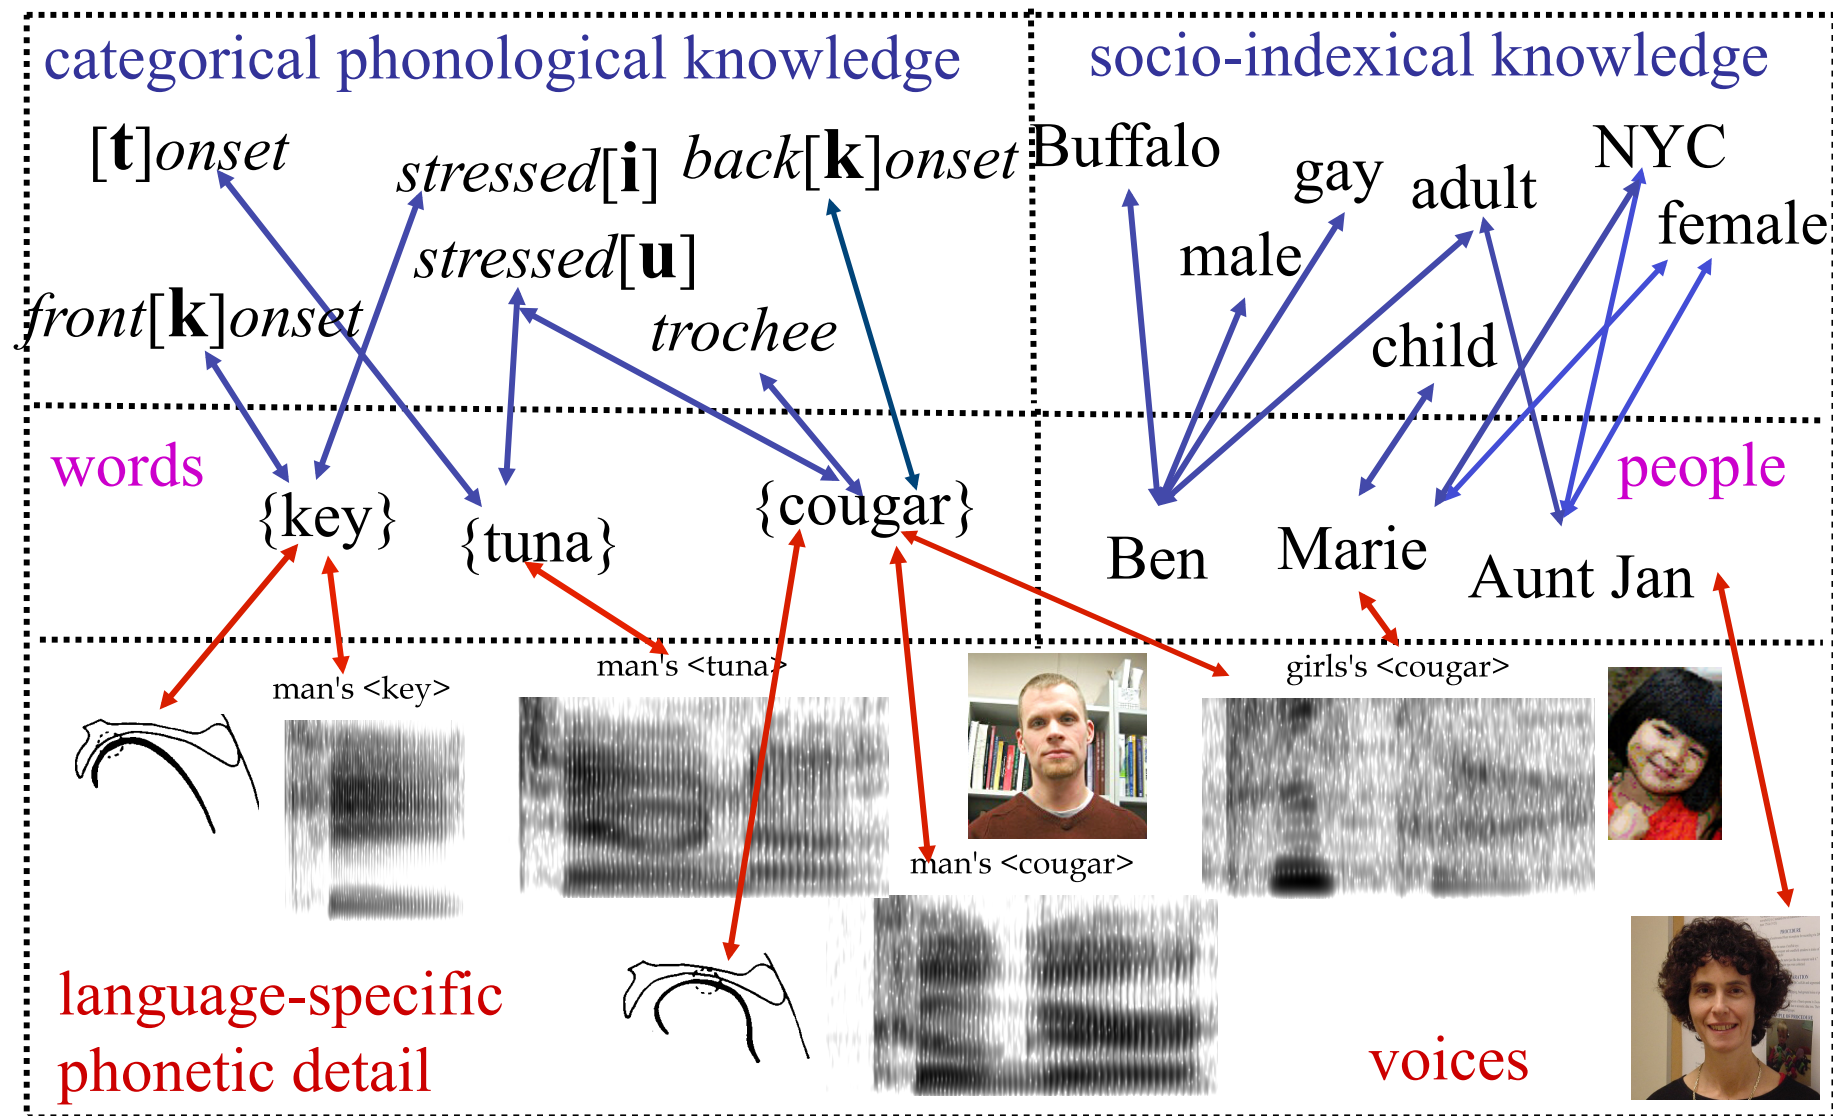 categorical phonological knowledge
socio-indexical knowledge
[t]onset
stressed[i]
back[k]onset
Buffalo
gay
adult
NYC
female
stressed[u]
male
front[k]onset
trochee
child
words
people
{key}
{tuna}
{cougar}
Ben
Marie
Aunt Jan
man's <key>
man's <tuna>
girls's <cougar>
man's <cougar>
language-specific
phonetic detail
voices